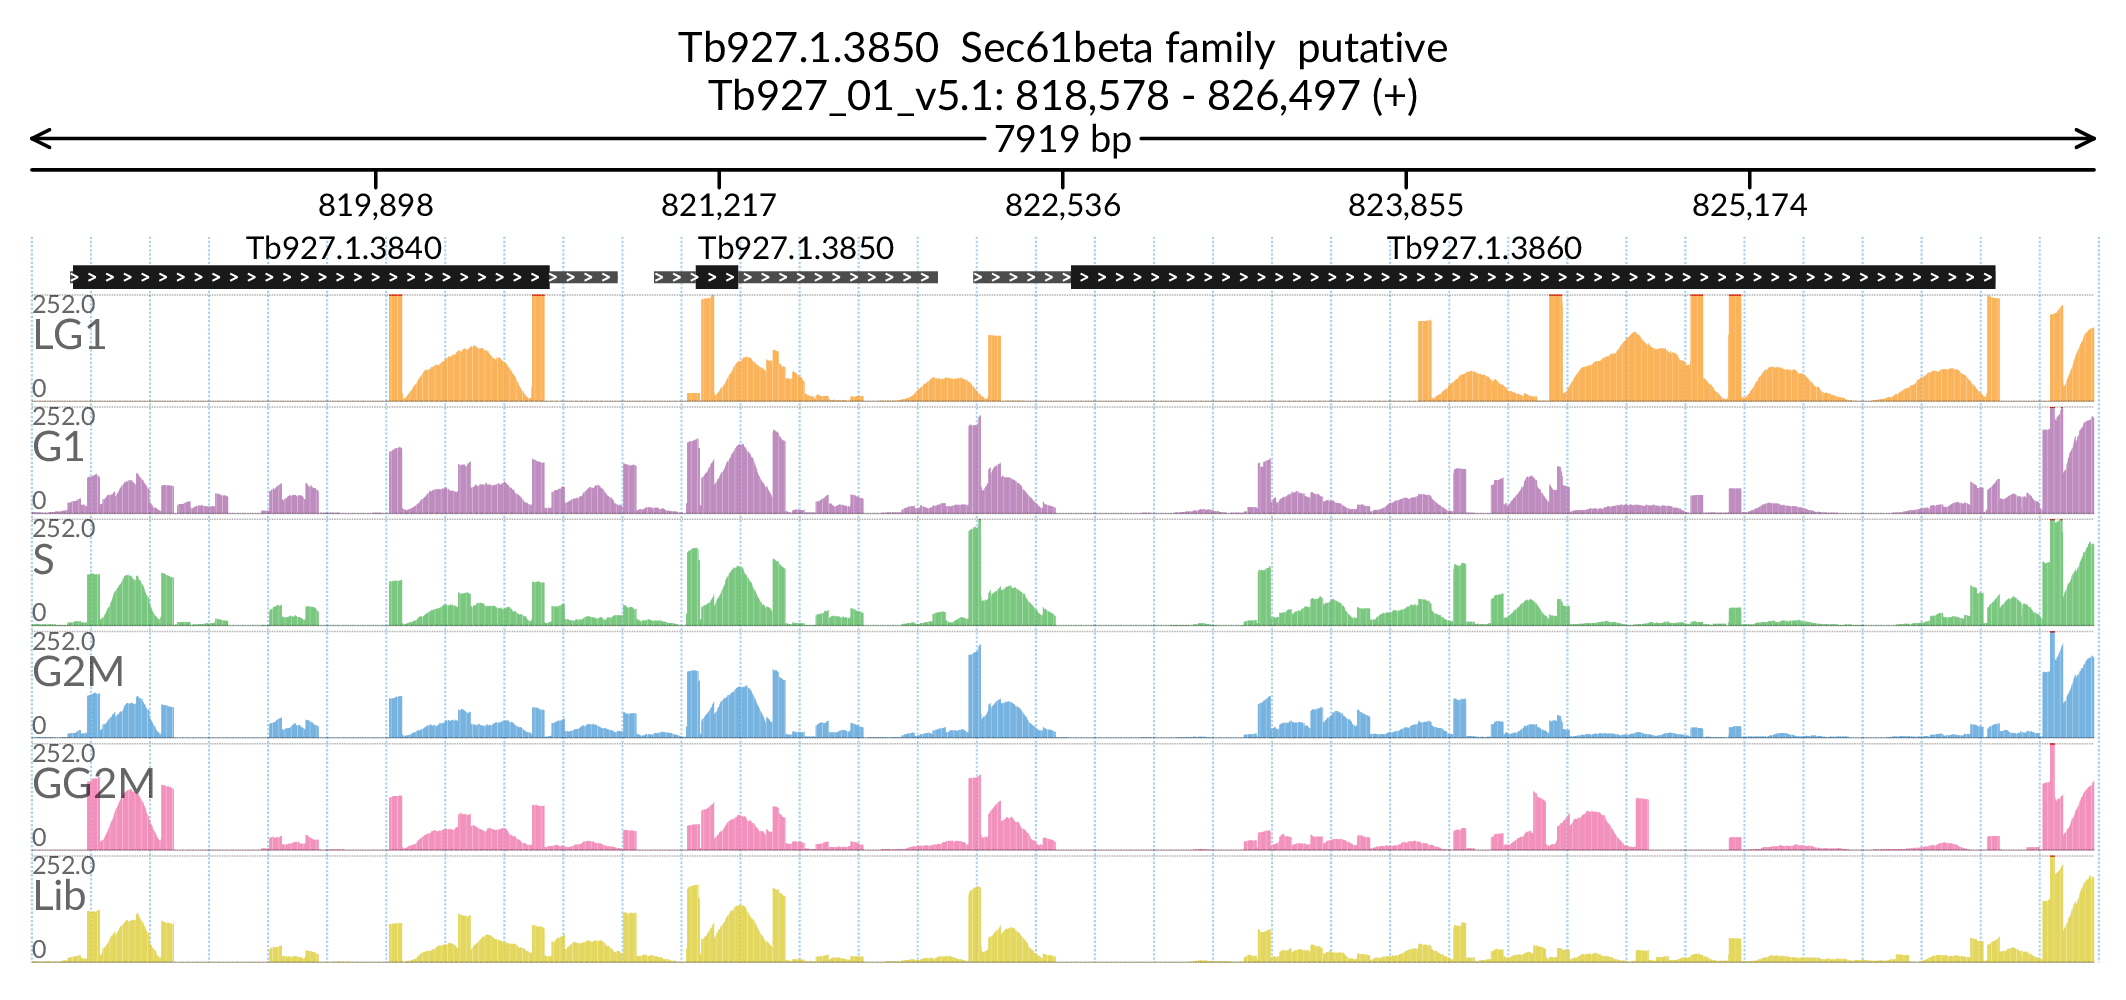 Tb927.1.3850  Sec61beta family  putative
Tb927_01_v5.1: 818,578 - 826,497 (+)
7919 bp
819,898 821,217 822,536 823,855 825,174
Tb927.1.3840 Tb927.1.3850 Tb927.1.3860
252.0
LG1
0
252.0
G1
0
252.0
S
0
252.0
G2M
0
252.0
GG2M
0
252.0
Lib
0